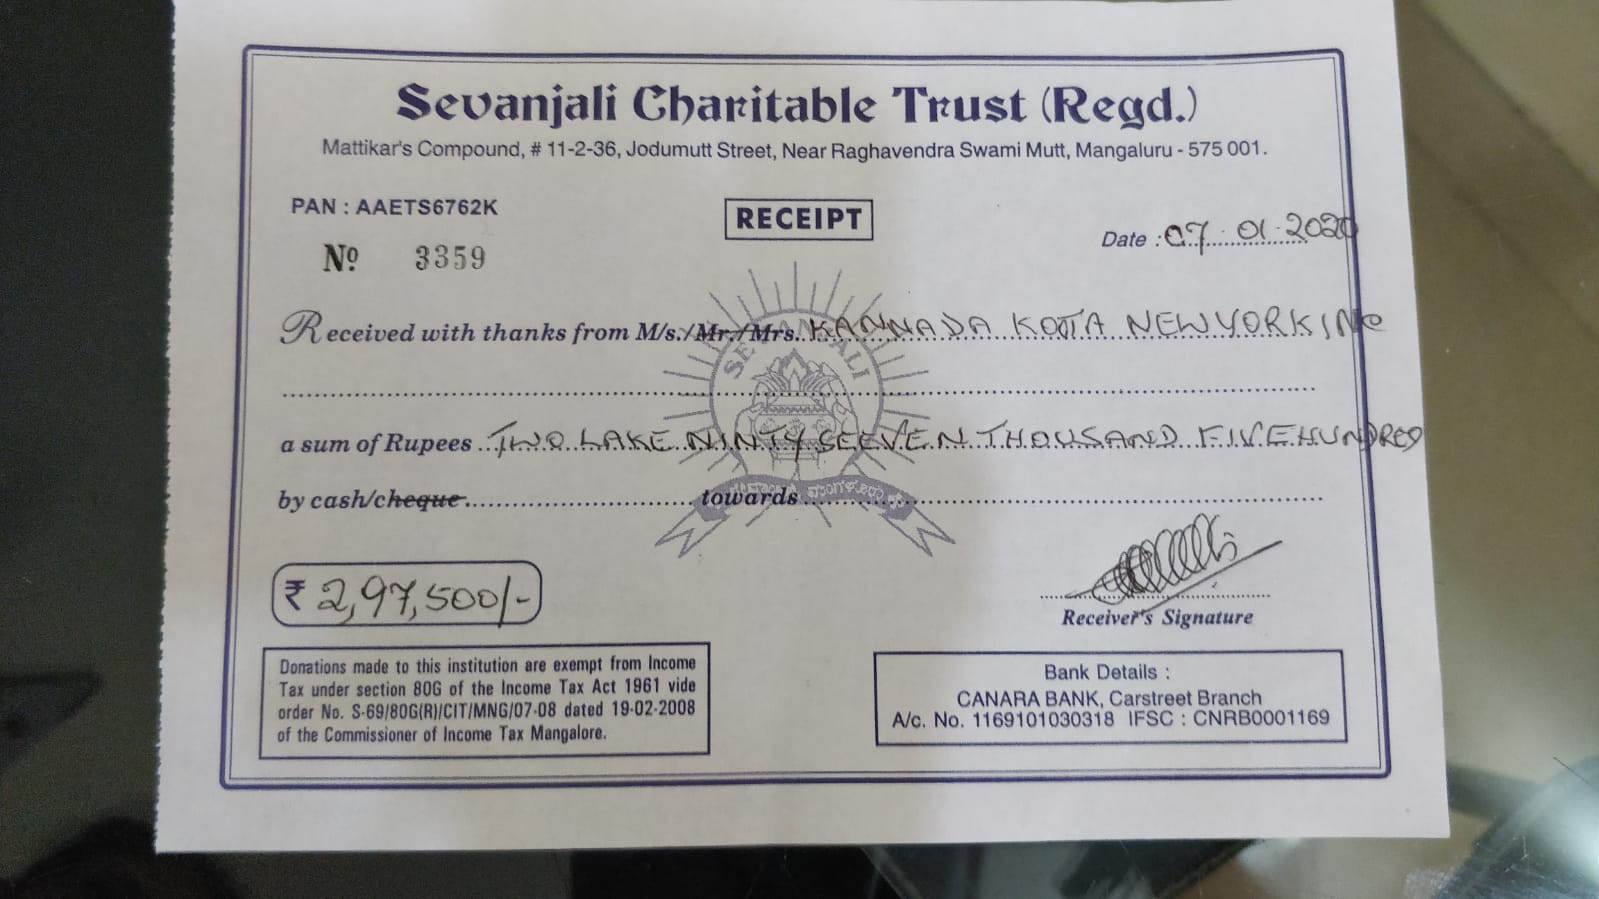 Sevanjali Charitable Trust (Regd.)
Mattikar's Compound, # 11-2-36, Jodumutt Street, Near Raghavendra Swami Mutt, Mangaluru - 575 001.
PAN : AAETS6762K
RECEIPT
Date : 07.01.2020
Nº 3359
SEVANJALI
Received with thanks from M/s./Mr./Mrs. KANNADA KOOTA NEWYORK INC
a sum of Rupees TWO LAKE NINTY SEEVEN THOUSAND FIVE HUNDRED
by cash/cheque towards
₹ 2,97,500/-
Receiver's Signature
Donations made to this institution are exempt from Income
Tax under section 80G of the Income Tax Act 1961 vide
order No. S-69/80G(R)/CIT/MNG/07-08 dated 19-02-2008
of the Commissioner of Income Tax Mangalore.
Bank Details :
CANARA BANK, Carstreet Branch
A/c. No. 1169101030318 IFSC : CNRB0001169